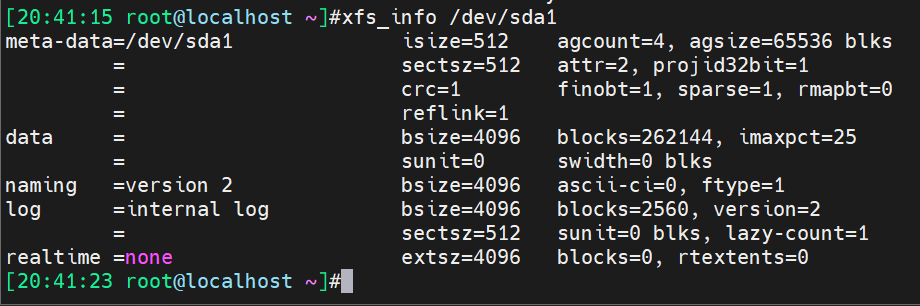 [20:41:15 root@localhost ~]#xfs_info /dev/sda1
meta-data=/dev/sda1              isize=512    agcount=4, agsize=65536 blks
         =                       sectsz=512   attr=2, projid32bit=1
         =                       crc=1        finobt=1, sparse=1, rmapbt=0
         =                       reflink=1
data     =                       bsize=4096   blocks=262144, imaxpct=25
         =                       sunit=0      swidth=0 blks
naming   =version 2              bsize=4096   ascii-ci=0, ftype=1
log      =internal log           bsize=4096   blocks=2560, version=2
         =                       sectsz=512   sunit=0 blks, lazy-count=1
realtime =none                   extsz=4096   blocks=0, rtextents=0
[20:41:23 root@localhost ~]#